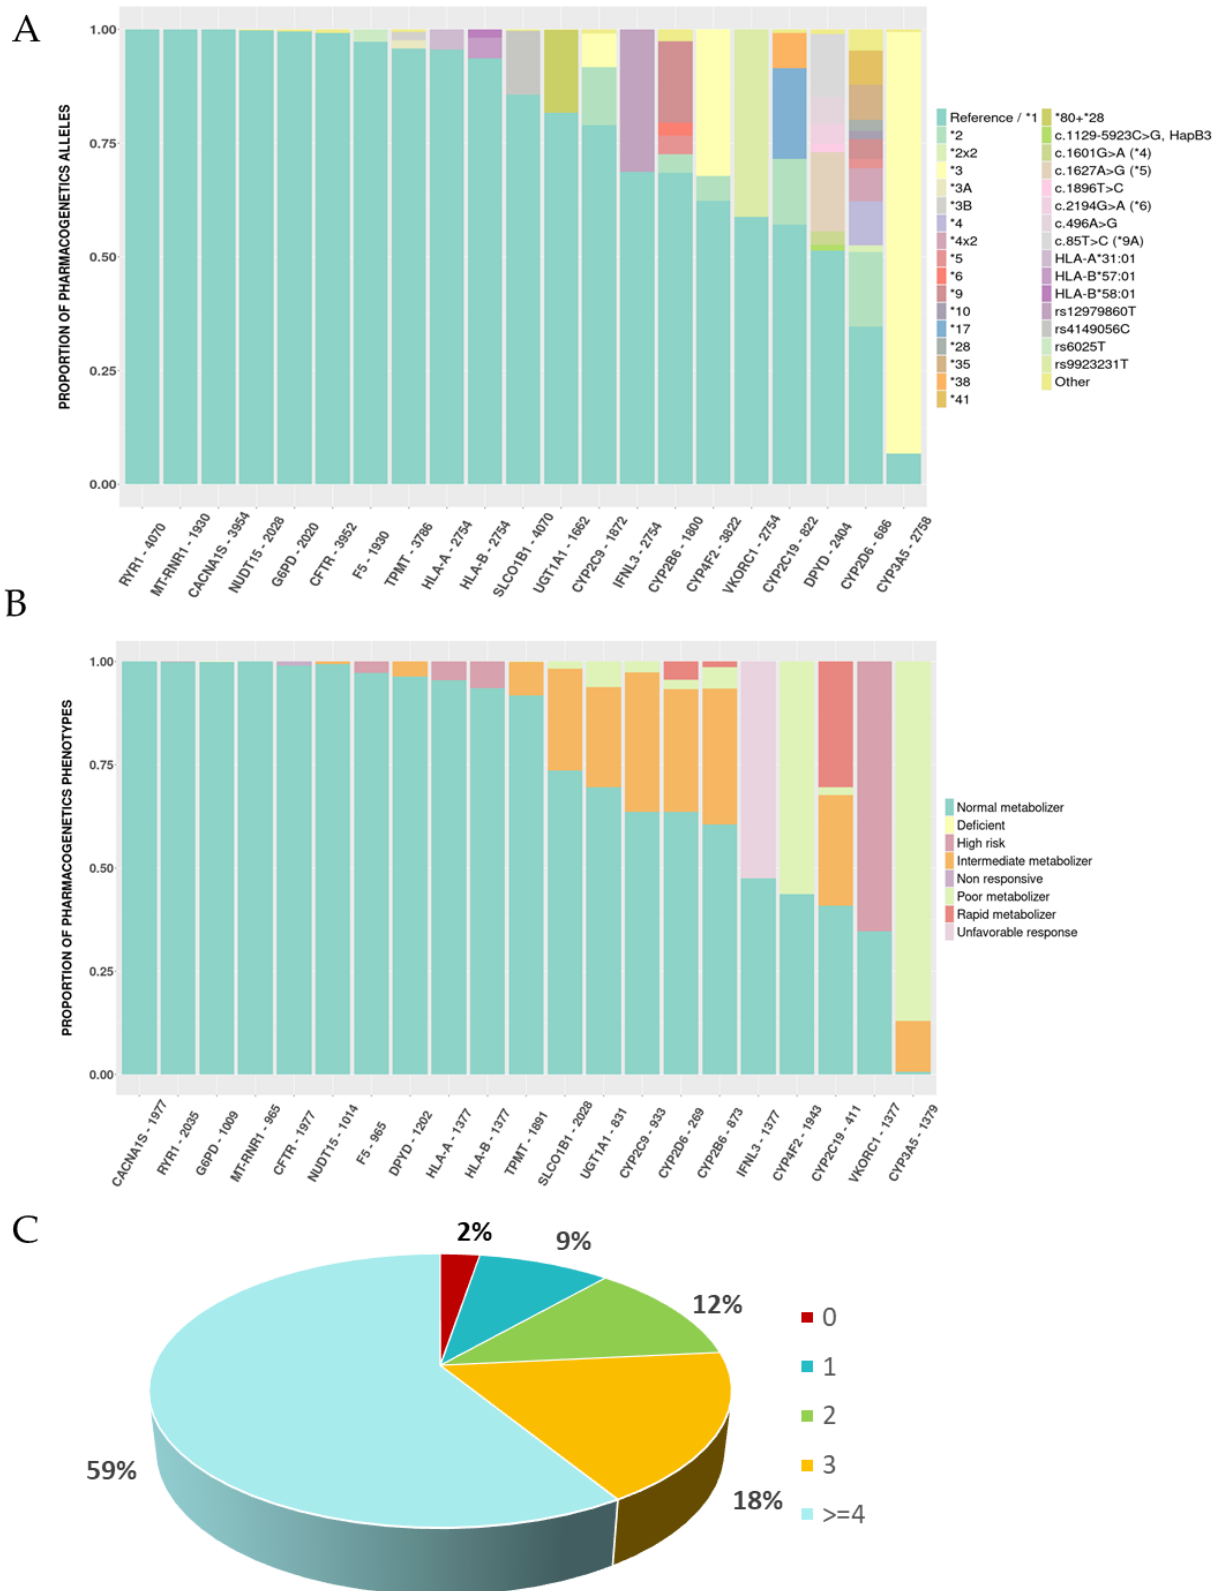 A
PROPORTION OF PHARMACOGENETICS ALLELES
1.00
0.75
0.50
0.25
0.00
RYR1 - 4070
MT-RNR1 - 1930
CACNA1S - 3954
NUDT15 - 2028
G6PD - 2020
CFTR - 3952
F5 - 1930
TPMT - 3786
HLA-A - 2754
HLA-B - 2754
SLCO1B1 - 4070
UGT1A1 - 1662
CYP2C9 - 1872
IFNL3 - 2754
CYP2B6 - 1800
CYP4F2 - 3822
VKORC1 - 2754
CYP2C19 - 822
DPYD - 2404
CYP2D6 - 686
CYP3A5 - 2758
Reference / *1
*2
*2x2
*3
*3A
*3B
*4
*4x2
*5
*6
*9
*10
*17
*28
*35
*38
*41
*80+*28
c.1129-5923C>G, HapB3
c.1601G>A (*4)
c.1627A>G (*5)
c.1896T>C
c.2194G>A (*6)
c.496A>G
c.85T>C (*9A)
HLA-A*31:01
HLA-B*57:01
HLA-B*58:01
rs12979860T
rs4149056C
rs6025T
rs9923231T
Other
B
PROPORTION OF PHARMACOGENETICS PHENOTYPES
1.00
0.75
0.50
0.25
0.00
CACNA1S - 1977
RYR1 - 2035
G6PD - 1009
MT-RNR1 - 965
CFTR - 1977
NUDT15 - 1014
F5 - 965
DPYD - 1202
HLA-A - 1377
HLA-B - 1377
TPMT - 1891
SLCO1B1 - 2028
UGT1A1 - 831
CYP2C9 - 933
CYP2D6 - 269
CYP2B6 - 873
IFNL3 - 1377
CYP4F2 - 1943
CYP2C19 - 411
VKORC1 - 1377
CYP3A5 - 1379
Normal metabolizer
Deficient
High risk
Intermediate metabolizer
Non responsive
Poor metabolizer
Rapid metabolizer
Unfavorable response
C
2%
9%
12%
18%
59%
0
1
2
3
>=4